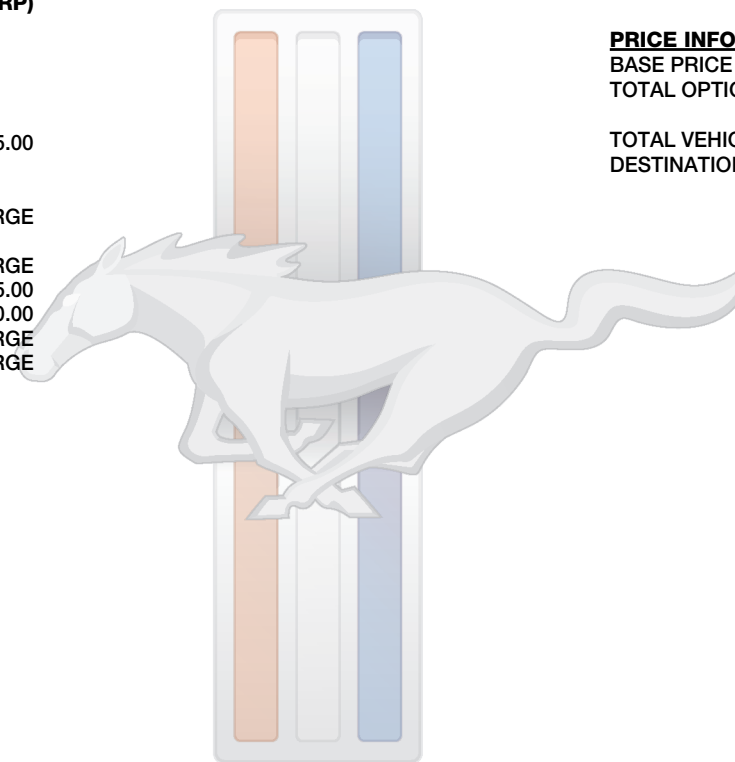 RP)
5.00
RGE
RGE
5.00
0.00
RGE
RGE
PRICE INFO
BASE PRICE
TOTAL OPTIO
TOTAL VEHIC
DESTINATION